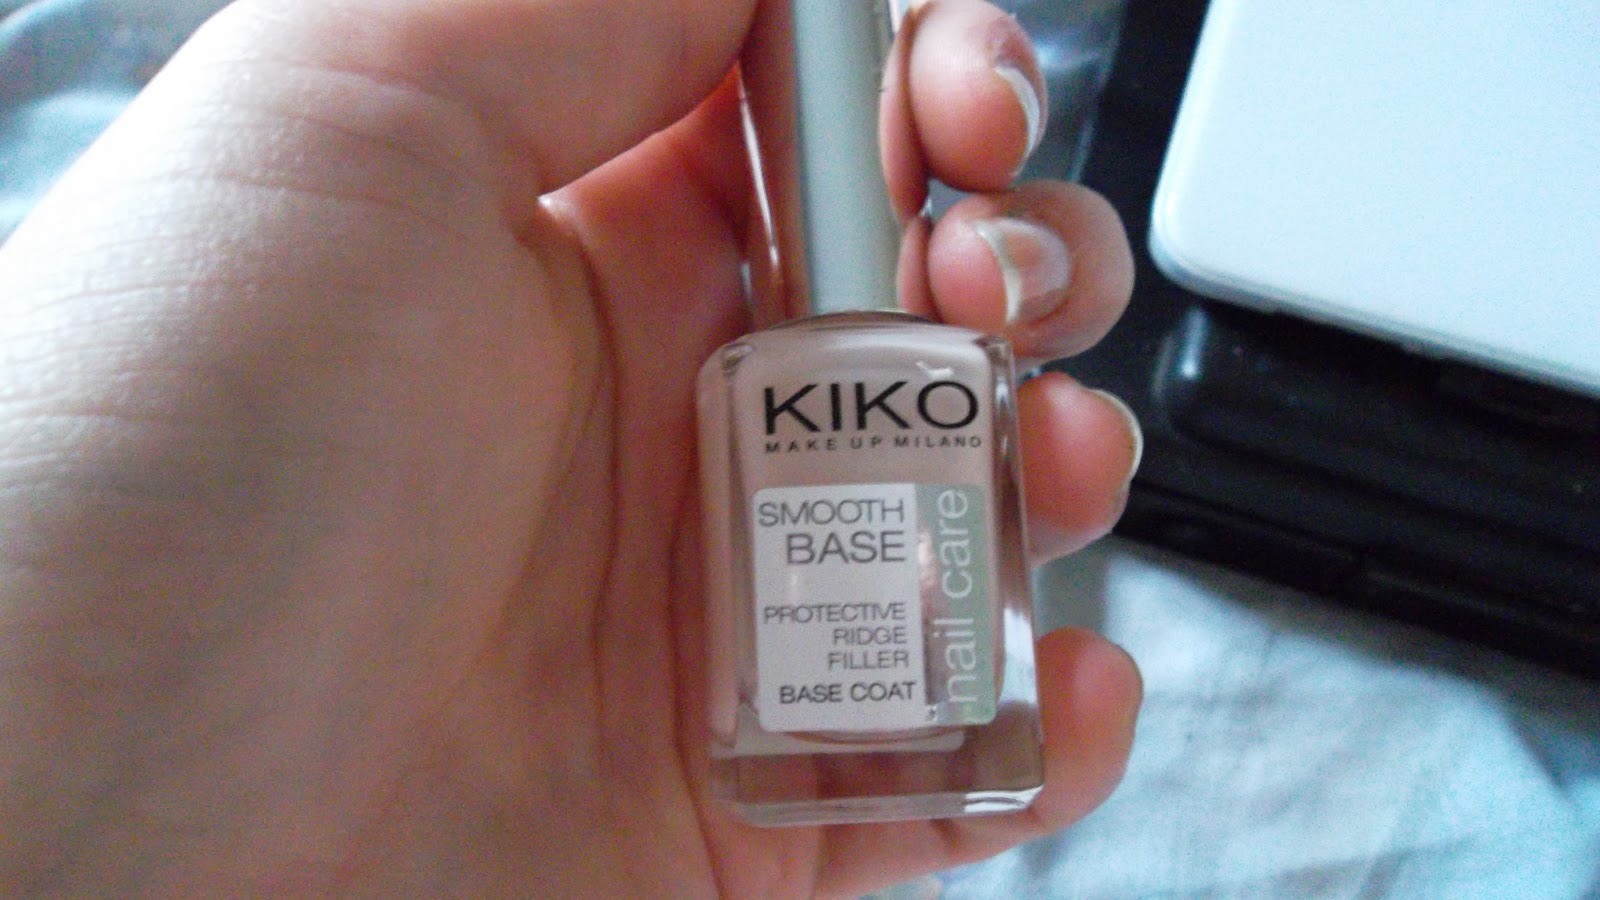 KIKO
MAKE UP MILANO
SMOOTH
BASE
PROTECTIVE
RIDGE
FILLER
BASE COAT
nail care